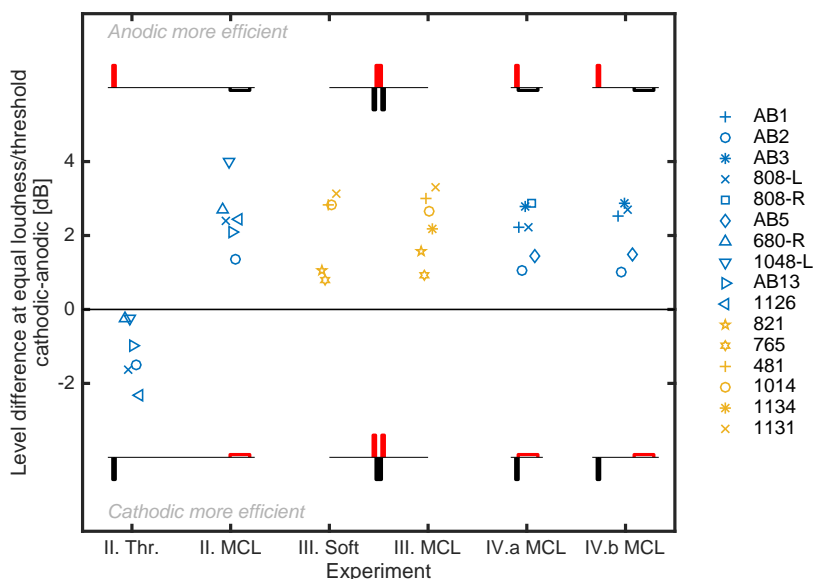 Anodic more efficient
Level difference at equal loudness/threshold
cathodic-anodic [dB]
4
2
0
-2
Cathodic more efficient
II. Thr.
II. MCL
III. Soft
III. MCL
IV.a MCL
IV.b MCL
Experiment
AB1
AB2
AB3
808-L
808-R
AB5
680-R
1048-L
AB13
1126
821
765
481
1014
1134
1131